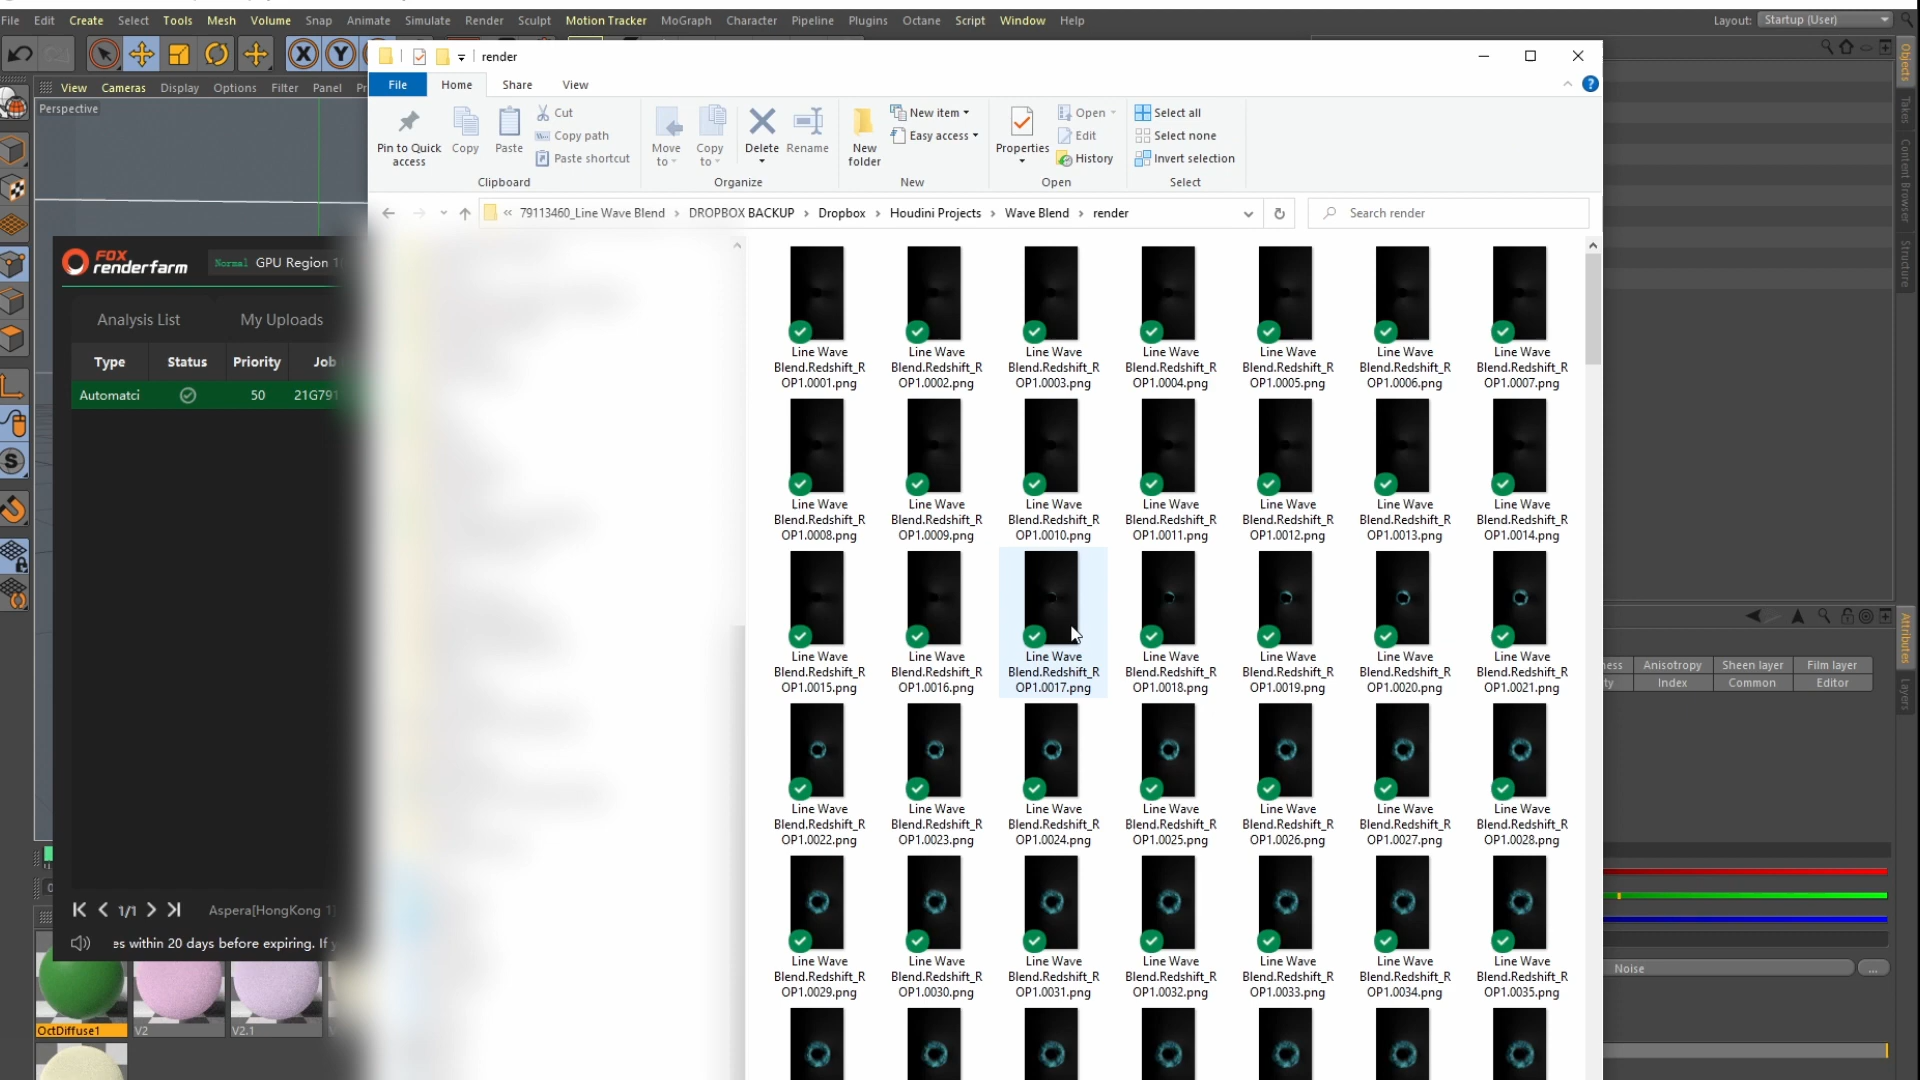 File Edit Create Select Tools Mesh Volume Snap Animate Simulate Render Sculpt Motion Tracker MoGraph Character Pipeline Plugins Octane Script Window Help
Layout: Startup (User)
render
View Cameras Display Options Filter Panel
File Home Share View
Perspective
Pin to Quick access
Copy
Paste
Cut
Copy path
Paste shortcut
Clipboard
Move to
Copy to
Delete
Rename
Organize
New folder
New item
Easy access
New
Properties
Open
Edit
History
Open
Select all
Select none
Invert selection
Select
« 79113460_Line Wave Blend > DROPBOX BACKUP > Dropbox > Houdini Projects > Wave Blend > render
Search render
FOX renderfarm
Normal GPU Region 1
Analysis List My Uploads
Type Status Priority Job
Automatci 50 21G791
1/1 Aspera[HongKong 1]
es within 20 days before expiring. If
Line Wave Blend.Redshift_ROP1.0001.png
Line Wave Blend.Redshift_ROP1.0002.png
Line Wave Blend.Redshift_ROP1.0003.png
Line Wave Blend.Redshift_ROP1.0004.png
Line Wave Blend.Redshift_ROP1.0005.png
Line Wave Blend.Redshift_ROP1.0006.png
Line Wave Blend.Redshift_ROP1.0007.png
Line Wave Blend.Redshift_ROP1.0008.png
Line Wave Blend.Redshift_ROP1.0009.png
Line Wave Blend.Redshift_ROP1.0010.png
Line Wave Blend.Redshift_ROP1.0011.png
Line Wave Blend.Redshift_ROP1.0012.png
Line Wave Blend.Redshift_ROP1.0013.png
Line Wave Blend.Redshift_ROP1.0014.png
Line Wave Blend.Redshift_ROP1.0015.png
Line Wave Blend.Redshift_ROP1.0016.png
Line Wave Blend.Redshift_ROP1.0017.png
Line Wave Blend.Redshift_ROP1.0018.png
Line Wave Blend.Redshift_ROP1.0019.png
Line Wave Blend.Redshift_ROP1.0020.png
Line Wave Blend.Redshift_ROP1.0021.png
Line Wave Blend.Redshift_ROP1.0022.png
Line Wave Blend.Redshift_ROP1.0023.png
Line Wave Blend.Redshift_ROP1.0024.png
Line Wave Blend.Redshift_ROP1.0025.png
Line Wave Blend.Redshift_ROP1.0026.png
Line Wave Blend.Redshift_ROP1.0027.png
Line Wave Blend.Redshift_ROP1.0028.png
Line Wave Blend.Redshift_ROP1.0029.png
Line Wave Blend.Redshift_ROP1.0030.png
Line Wave Blend.Redshift_ROP1.0031.png
Line Wave Blend.Redshift_ROP1.0032.png
Line Wave Blend.Redshift_ROP1.0033.png
Line Wave Blend.Redshift_ROP1.0034.png
Line Wave Blend.Redshift_ROP1.0035.png
OctDiffuse1 V2 V2.1
Objects
Takes
Content Browser
Structure
Attributes
Layers
Anisotropy Sheen layer Film layer
Index Common Editor
Noise
...